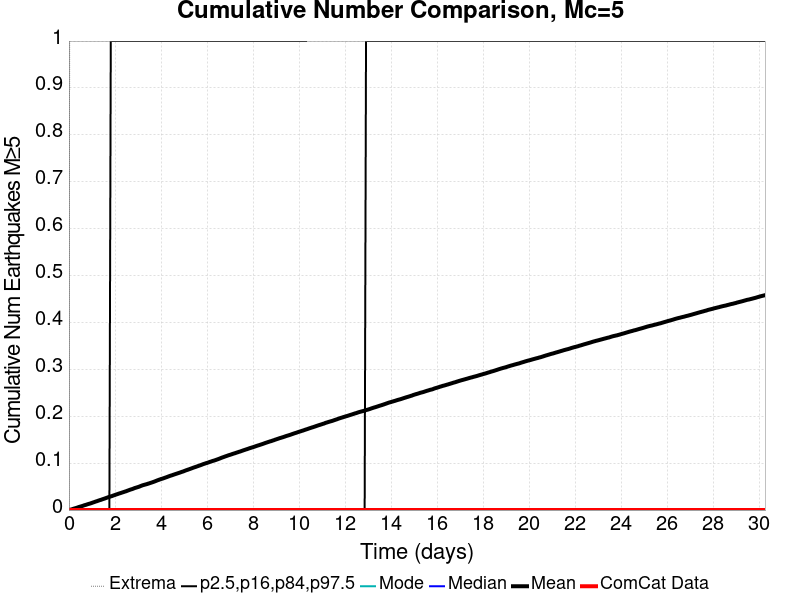 Cumulative Number Comparison, Mc=5
Cumulative Num Earthquakes M≥5
1
0.9
0.8
0.7
0.6
0.5
0.4
0.3
0.2
0.1
0
0 2 4 6 8 10 12 14 16 18 20 22 24 26 28 30
Time (days)
Extrema p2.5,p16,p84,p97.5 Mode Median Mean ComCat Data